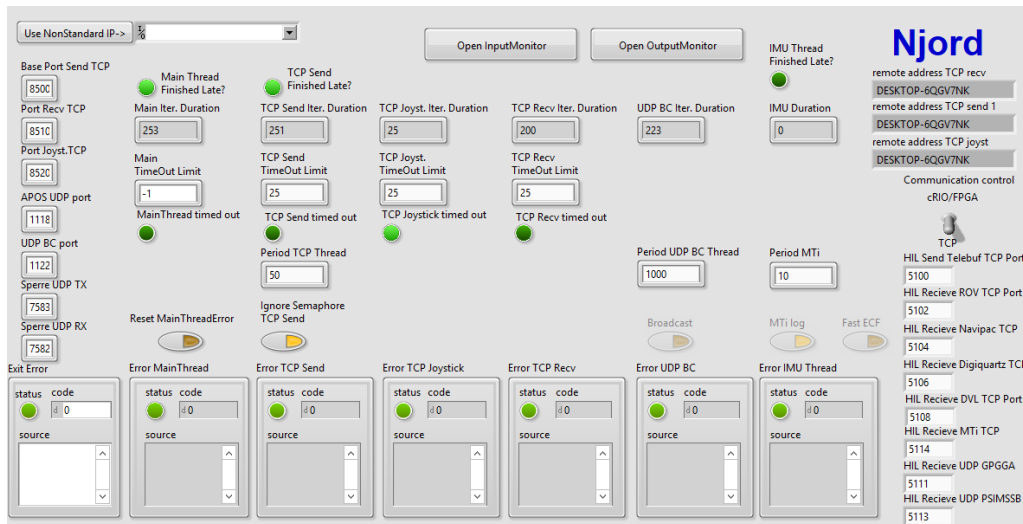 Use NonStandard IP->
Open InputMonitor
Open OutputMonitor
IMU Thread
Finished Late?
Njord
Base Port Send TCP
8500
Main Thread
Finished Late?
TCP Send
Finished Late?
remote address TCP recv
DESKTOP-6QGV7NK
Port Recv TCP
8510
Main Iter. Duration
253
TCP Send Iter. Duration
251
TCP Joyst. Iter. Duration
25
TCP Recv Iter. Duration
200
UDP BC Iter. Duration
223
IMU Duration
0
remote address TCP send 1
DESKTOP-6QGV7NK
remote address TCP joyst
DESKTOP-6QGV7NK
Port Joyst.TCP
8520
Main
TimeOut Limit
-1
TCP Send
TimeOut Limit
25
TCP Joyst.
TimeOut Limit
25
TCP Recv
TimeOut Limit
25
Communication control
cRIO/FPGA
TCP
APOS UDP port
1118
MainThread timed out
TCP Send timed out
TCP Joystick timed out
TCP Recv timed out
UDP BC port
1122
Period TCP Thread
50
Period UDP BC Thread
1000
Period MTi
10
HIL Send Telebuf TCP Port
5100
Sperre UDP TX
7583
HIL Recieve ROV TCP Port
5102
Sperre UDP RX
7582
Reset MainThreadError
Ignore Semaphore
TCP Send
Broadcast
MTi log
Fast ECF
HIL Recieve Navipac TCP
5104
HIL Recieve Digiquartz TCP
5106
HIL Recieve DVL TCP Port
5108
HIL Recieve MTi TCP
5114
HIL Recieve UDP GPGGA
5111
HIL Recieve UDP PSIMSSB
5113
Exit Error
status code
d 0
source
Error MainThread
status code
d 0
source
Error TCP Send
status code
d 0
source
Error TCP Joystick
status code
d 0
source
Error TCP Recv
status code
d 0
source
Error UDP BC
status code
d 0
source
Error IMU Thread
status code
d 0
source